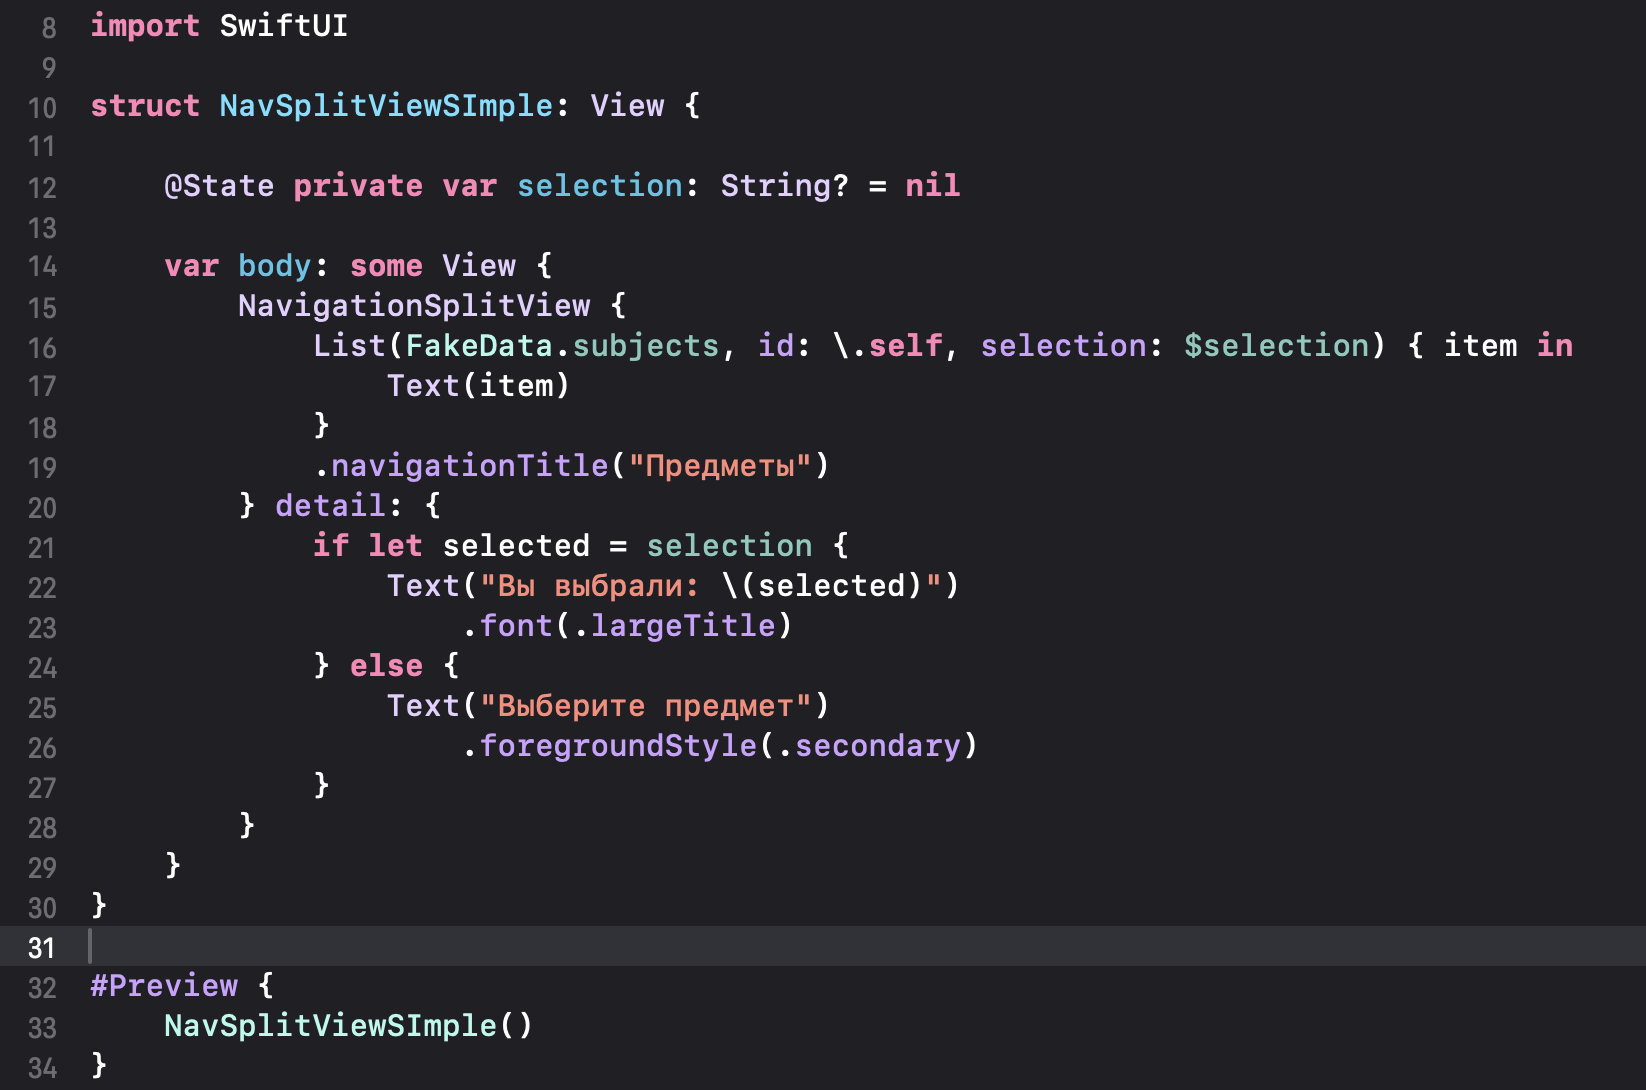 8 import SwiftUI
9
10 struct NavSplitViewSImple: View {
11
12     @State private var selection: String? = nil
13
14     var body: some View {
15         NavigationSplitView {
16             List(FakeData.subjects, id: \.self, selection: $selection) { item in
17                 Text(item)
18             }
19             .navigationTitle("Предметы")
20         } detail: {
21             if let selected = selection {
22                 Text("Вы выбрали: \(selected)")
23                     .font(.largeTitle)
24             } else {
25                 Text("Выберите предмет")
26                     .foregroundStyle(.secondary)
27             }
28         }
29     }
30 }
31
32 #Preview {
33     NavSplitViewSImple()
34 }